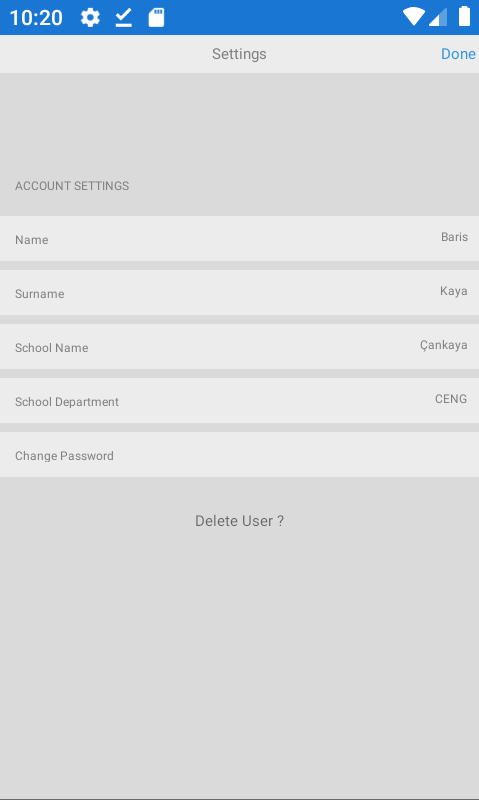 10:20
Settings
Done
ACCOUNT SETTINGS
Name Baris
Surname Kaya
School Name Çankaya
School Department CENG
Change Password
Delete User ?